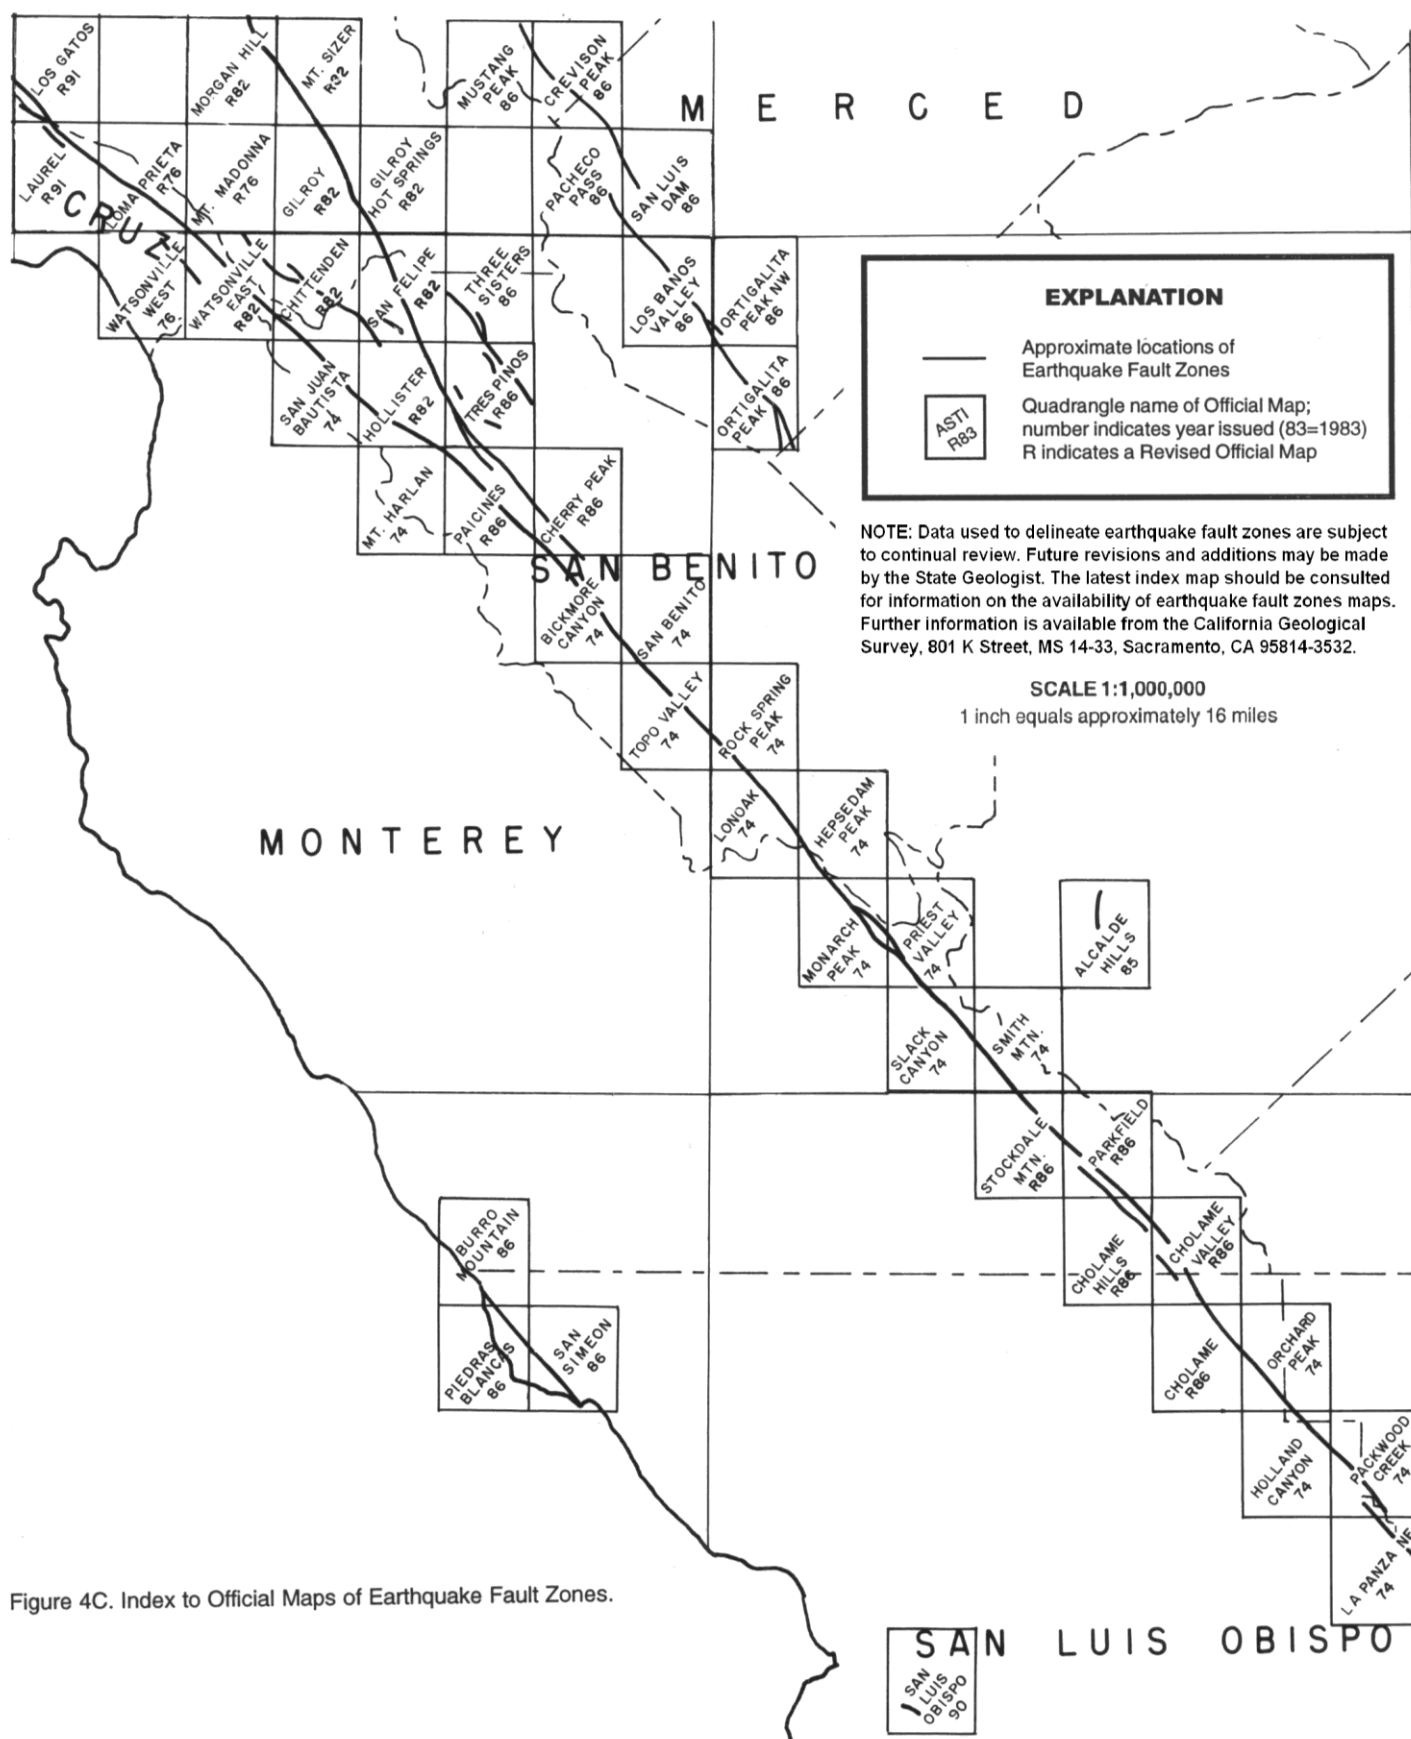 LOS GATOS
R91
MORGAN HILL
R82
MT. SIZER
R32
MUSTANG
PEAK
86
CREVISON
PEAK
86
MERCED
LAUREL
R91
LOMA PRIETA
R76
MT. MADONNA
R76
GILROY
R82
GILROY
HOT SPRINGS
R82
PACHECO
PASS
86
SAN LUIS
DAM
86
CRUZ
WATSONVILLE
WEST
76
WATSONVILLE
EAST
R82
CHITTENDEN
R82
SAN FELIPE
R82
THREE
SISTERS
86
LOS BANOS
VALLEY
86
ORTIGALITA
PEAK NW
86
EXPLANATION
Approximate locations of
Earthquake Fault Zones
ASTI
R83
Quadrangle name of Official Map;
number indicates year issued (83=1983)
R indicates a Revised Official Map
SAN JUAN
BAUTISTA
74
HOLLISTER
R82
TRES PINOS
R86
ORTIGALITA
PEAK 86
MT. HARLAN
74
PAICINES
R86
CHERRY PEAK
R86
NOTE: Data used to delineate earthquake fault zones are subject
to continual review. Future revisions and additions may be made
by the State Geologist. The latest index map should be consulted
for information on the availability of earthquake fault zones maps.
Further information is available from the California Geological
Survey, 801 K Street, MS 14-33, Sacramento, CA 95814-3532.
SAN BENITO
BICKMORE
CANYON
74
SAN BENITO
74
SCALE 1:1,000,000
1 inch equals approximately 16 miles
TOPO VALLEY
74
ROCK SPRING
PEAK
74
MONTEREY
LONOAK
74
HEPSEDAM
PEAK
74
MONARCH
PEAK
74
PRIEST
VALLEY
74
ALCALDE
HILLS
85
SLACK
CANYON
74
SMITH
MTN.
74
STOCKDALE
MTN.
R86
PARKFIELD
R86
BURRO
MOUNTAIN
86
CHOLAME
HILLS
R86
CHOLAME
VALLEY
R86
PIEDRAS
BLANCAS
86
SAN
SIMEON
86
CHOLAME
R86
ORCHARD
PEAK
74
HOLLAND
CANYON
74
PACKWOOD
CREEK
74
LA PANZA NE
74
Figure 4C. Index to Official Maps of Earthquake Fault Zones.
SAN LUIS OBISPO
SAN
LUIS
OBISPO
90